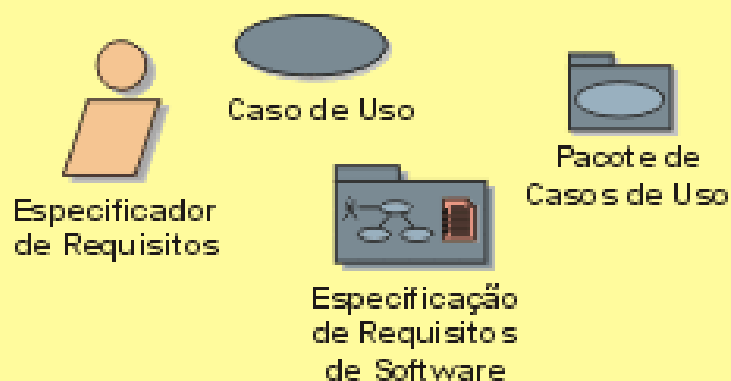 Caso de Uso
Pacote de
Casos de Uso
Especificador
de Requisitos
Especificação
de Requisitos
de Software